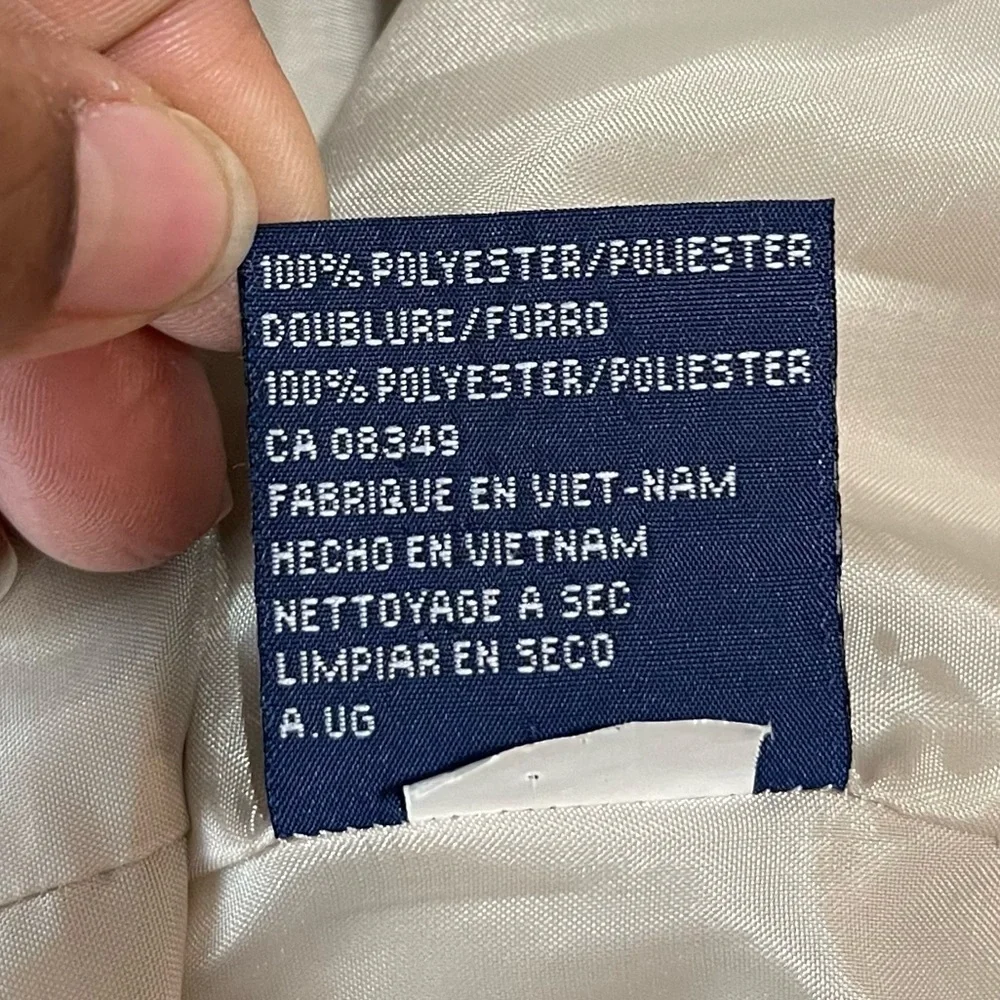 100% POLYESTER/POLIESTER
DOUBLURE/FORRO
100% POLYESTER/POLIESTER
CA 08349
FABRIQUE EN VIET-NAM
HECHO EN VIETNAM
NETTOYAGE A SEC
LIMPIAR EN SECO
A.UG